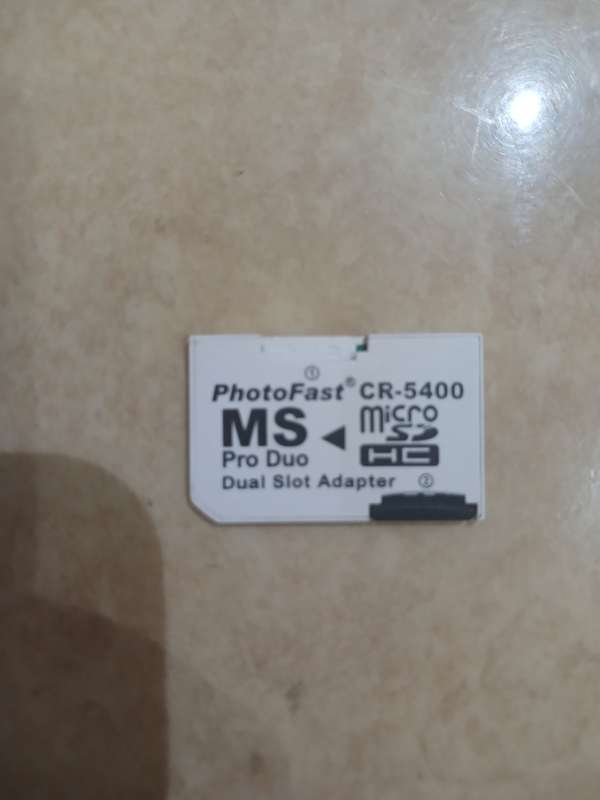 ①
PhotoFast® CR-5400
MS ◀ micro SD HC
Pro Duo
Dual Slot Adapter ②